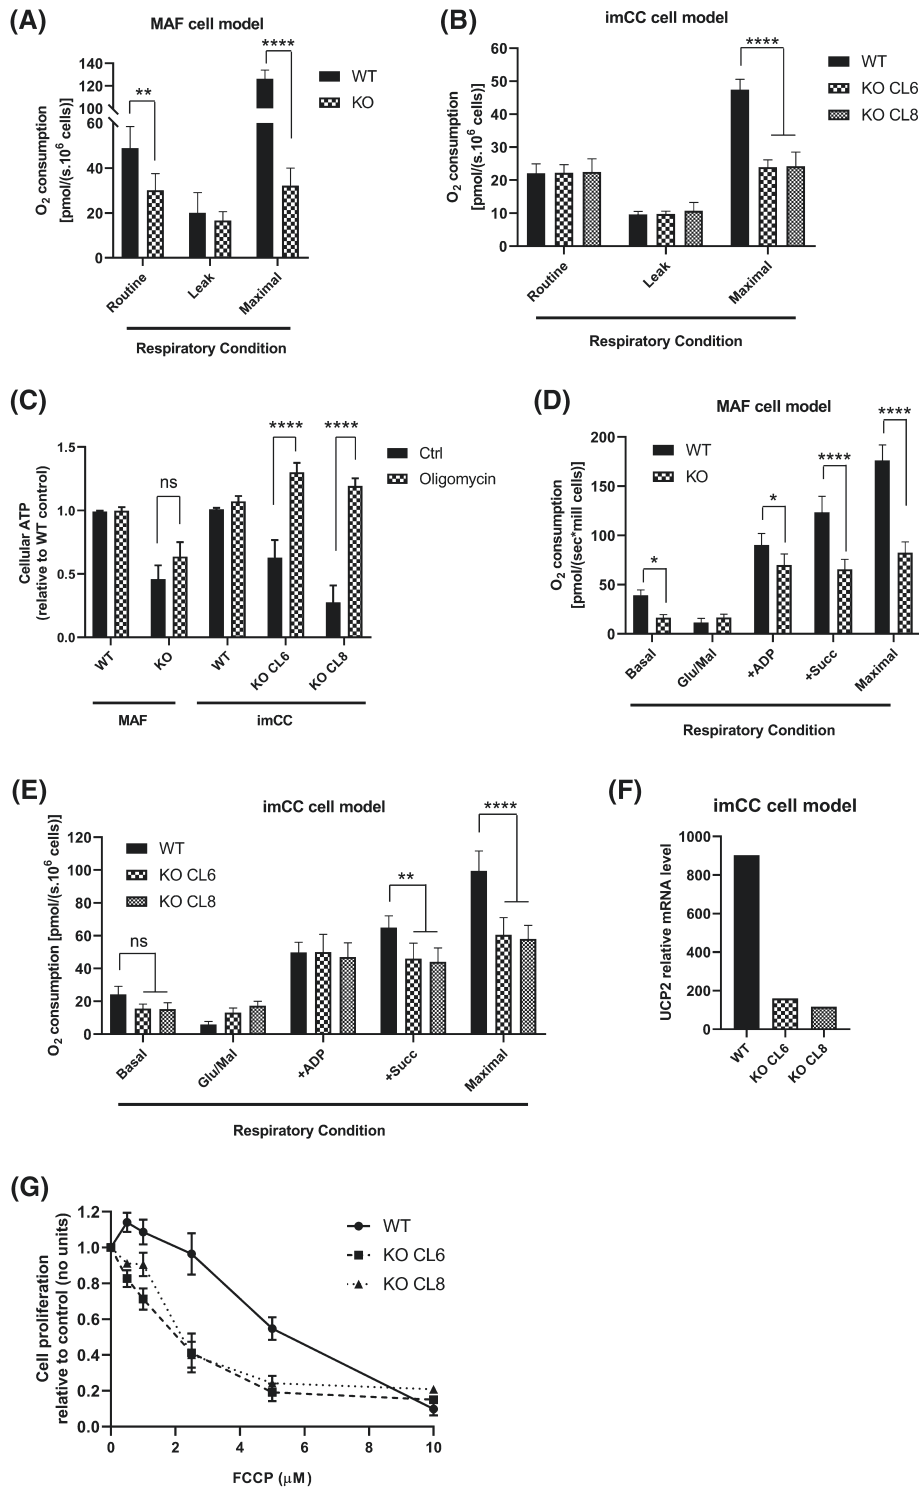 (A)
MAF cell model
O2 consumption
[pmol/(s.10^6 cells)]
140
120
100
60
40
20
0
**
****
WT
KO
Routine
Leak
Maximal
Respiratory Condition
(B)
imCC cell model
O2 consumption
[pmol/(s.10^6 cells)]
60
50
40
30
20
10
0
****
WT
KO CL6
KO CL8
Routine
Leak
Maximal
Respiratory Condition
(C)
Cellular ATP
(relative to WT control)
1.5
1.0
0.5
0.0
ns
****
****
Ctrl
Oligomycin
WT
KO
WT
KO CL6
KO CL8
MAF
imCC
(D)
MAF cell model
O2 consumption
[pmol/(sec*mill cells)]
200
150
100
50
0
WT
KO
*
*
****
****
Basal
Glu/Mal
+ADP
+Succ
Maximal
Respiratory Condition
(E)
imCC cell model
O2 consumption [pmol/(s.10^6 cells)]
120
100
80
60
40
20
0
WT
KO CL6
KO CL8
ns
**
****
Basal
Glu/Mal
+ADP
+Succ
Maximal
Respiratory Condition
(F)
imCC cell model
UCP2 relative mRNA level
1000
800
600
400
200
0
WT
KO CL6
KO CL8
(G)
Cell proliferation
relative to control (no units)
1.2
1.0
0.8
0.6
0.4
0.2
0.0
WT
KO CL6
KO CL8
0 2 4 6 8 10
FCCP (µM)